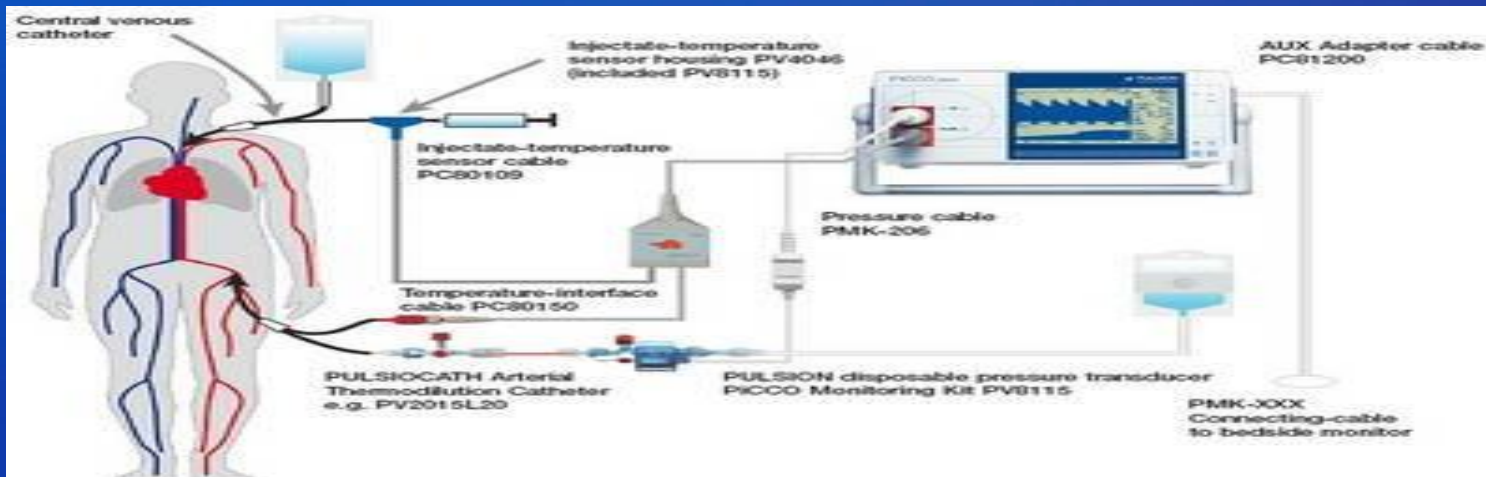 Central venous
catheter
Injectate-temperature
sensor housing PV4046
(included PV8115)
AUX Adapter cable
PC81200
PiCCO
Injectate-temperature
sensor cable
PC80109
Pressure cable
PMK-206
Temperature-interface
cable PC80150
PULSIOCATH Arterial
Thermodilution Catheter
e.g. PV2015L20
PULSION disposable pressure transducer
PiCCO Monitoring Kit PV8115
PMK-XXX
Connecting-cable
to bedside monitor